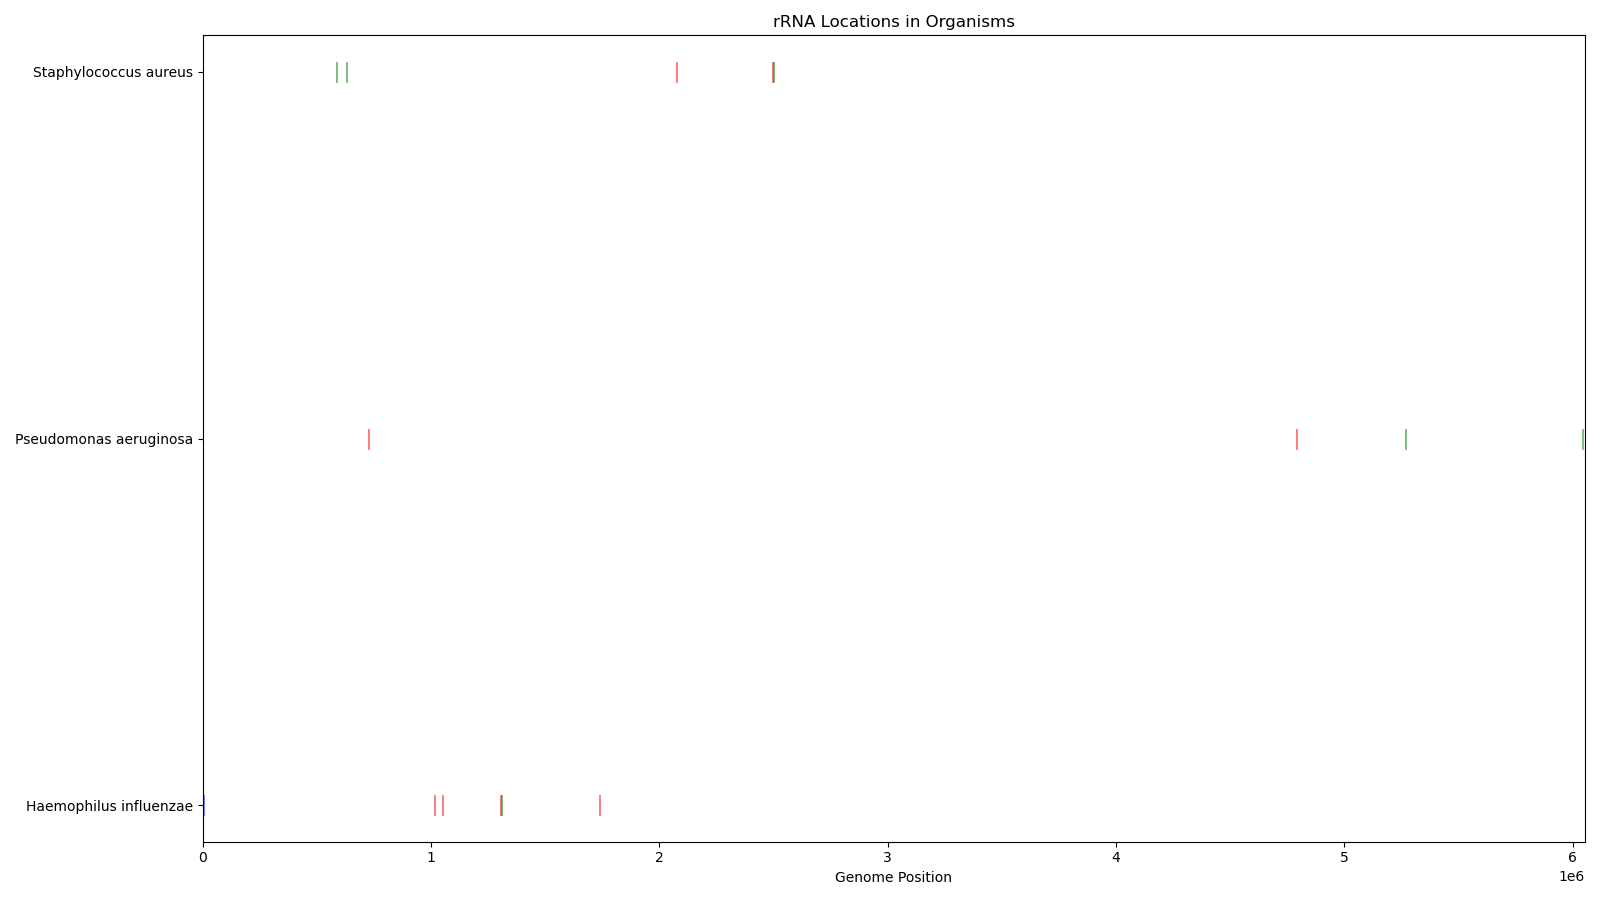 rRNA Locations in Organisms
Staphylococcus aureus
Pseudomonas aeruginosa
Haemophilus influenzae
0 1 2 3 4 5 6
1e6
Genome Position